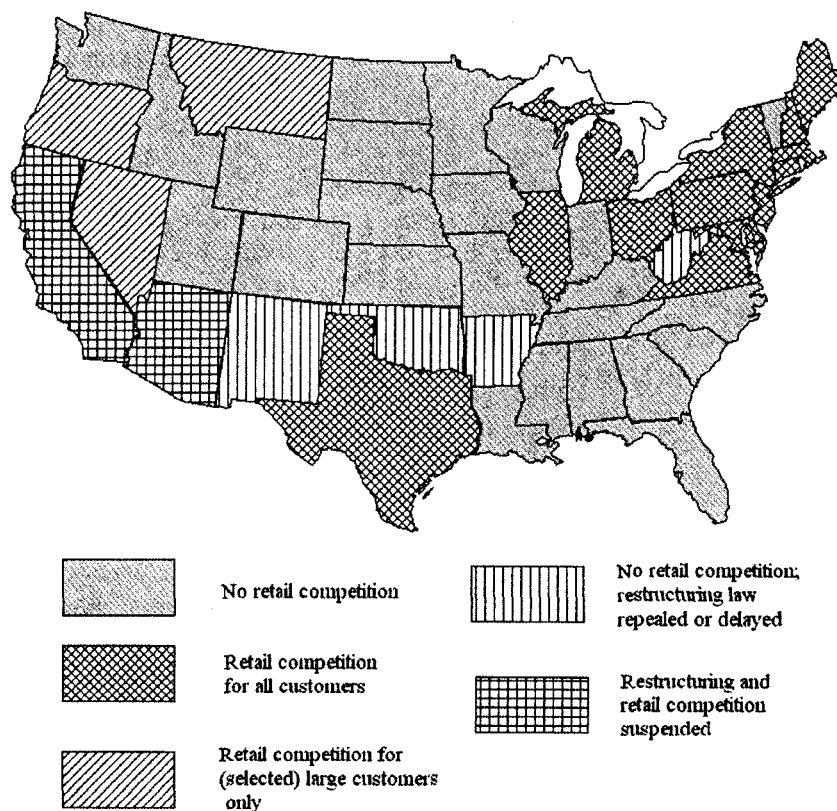 No retail competition
Retail competition
for all customers
Retail competition for
(selected) large customers
only
No retail competition;
restructuring law
repealed or delayed
Restructuring and
retail competition
suspended